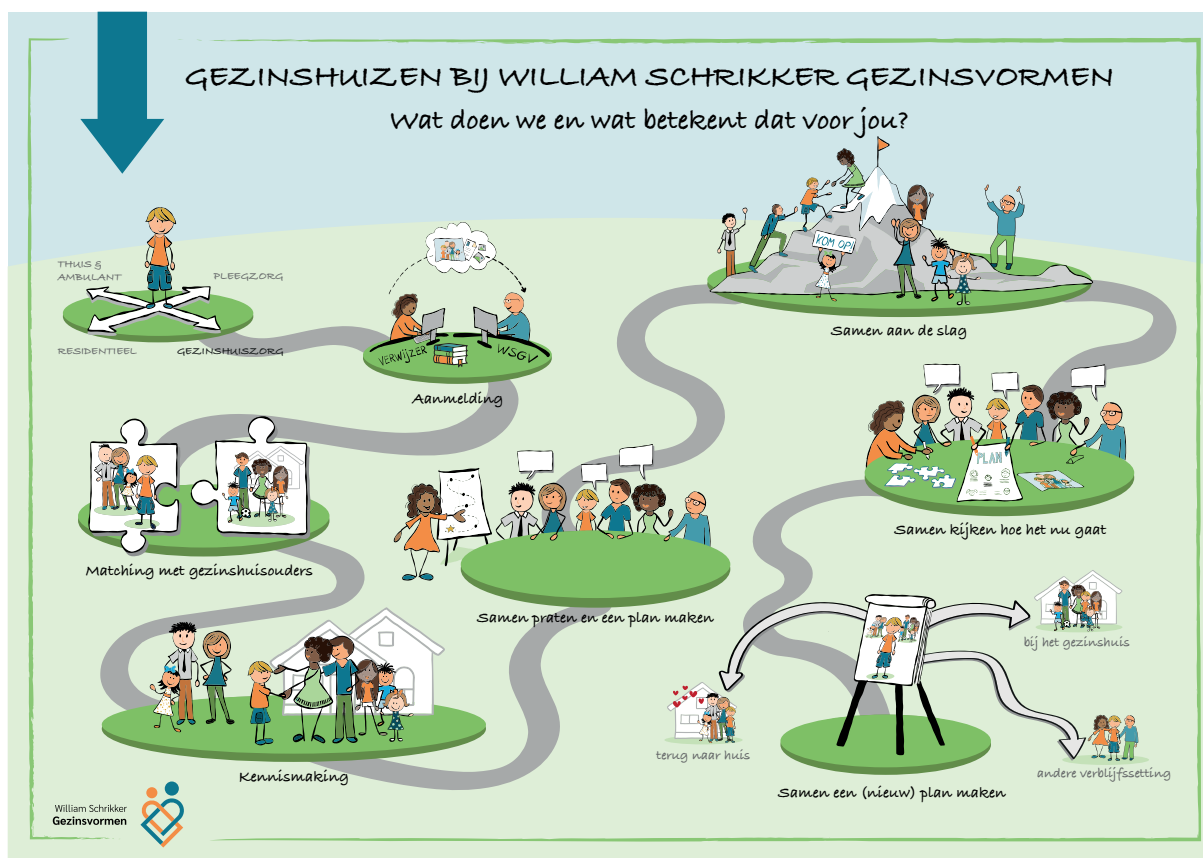 GEZINSHUIZEN BIJ WILLIAM SCHRIKKER GEZINSVORMEN
Wat doen we en wat betekent dat voor jou?
THUIS &
AMBULANT
PLEEGZORG
RESIDENTIEEL
GEZINSHUISZORG
VERWIJZER
WSGV
Aanmelding
Matching met gezinshuisouders
Kennismaking
Samen praten en een plan maken
KOM OP!
Samen aan de slag
PLAN
Samen kijken hoe het nu gaat
bij het gezinshuis
terug naar huis
andere verblijfssetting
Samen een (nieuw) plan maken
William Schrikker
Gezinsvormen